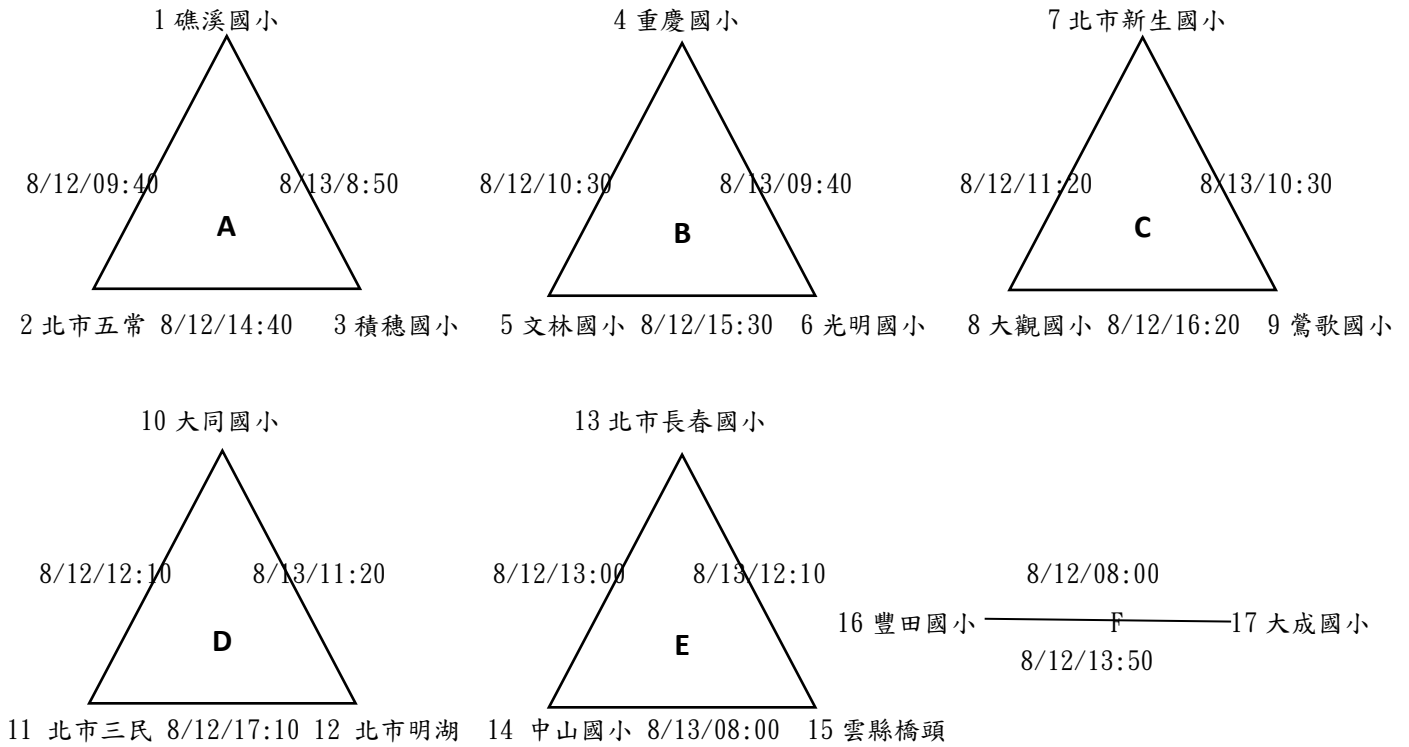 1 礁溪國小 4 重慶國小 7 北市新生國小
8/12/09:40 8/13/8:50 8/12/10:30 8/13/09:40 8/12/11:20 8/13/10:30
A B C
2 北市五常 8/12/14:40 3 積穗國小 5 文林國小 8/12/15:30 6 光明國小 8 大觀國小 8/12/16:20 9 鶯歌國小
10 大同國小 13 北市長春國小
8/12/12:10 8/13/11:20 8/12/13:00 8/13/12:10 8/12/08:00
16 豐田國小 F 17 大成國小
D E 8/12/13:50
11 北市三民 8/12/17:10 12 北市明湖 14 中山國小 8/13/08:00 15 雲縣橋頭